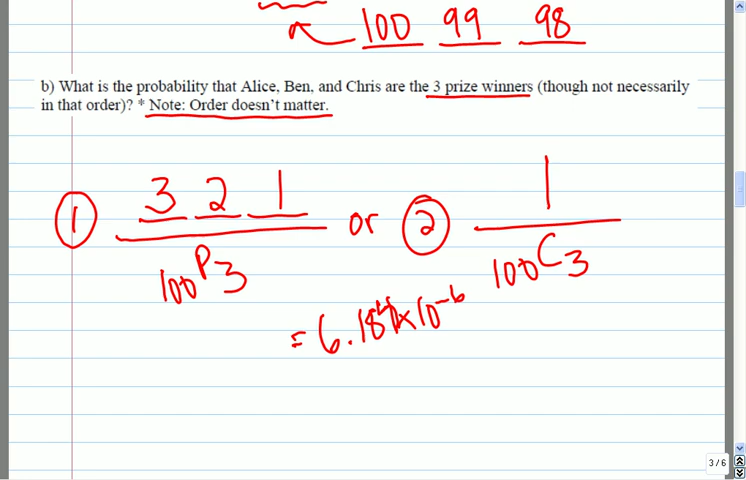 100 99 98
b) What is the probability that Alice, Ben, and Chris are the 3 prize winners (though not necessarily
in that order)? * Note: Order doesn't matter.
1 3 2 1 or 2 1
100P3 100C3
= 6.184x10-6
3 / 6